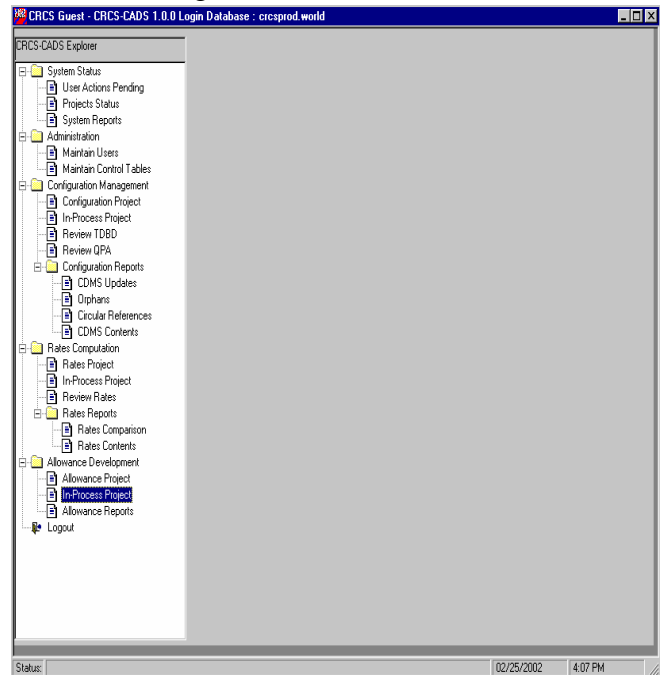 CRCS Guest - CRCS-CADS 1.0.0 Login Database : crcsprod.world
CRCS-CADS Explorer
System Status
User Actions Pending
Projects Status
System Reports
Administration
Maintain Users
Maintain Control Tables
Configuration Management
Configuration Project
In-Process Project
Review TDBD
Review QPA
Configuration Reports
CDMS Updates
Orphans
Circular References
CDMS Contents
Rates Computation
Rates Project
In-Process Project
Review Rates
Rates Reports
Rates Comparison
Rates Contents
Allowance Development
Allowance Project
In-Process Project
Allowance Reports
Logout
Status: 02/25/2002 4:07 PM